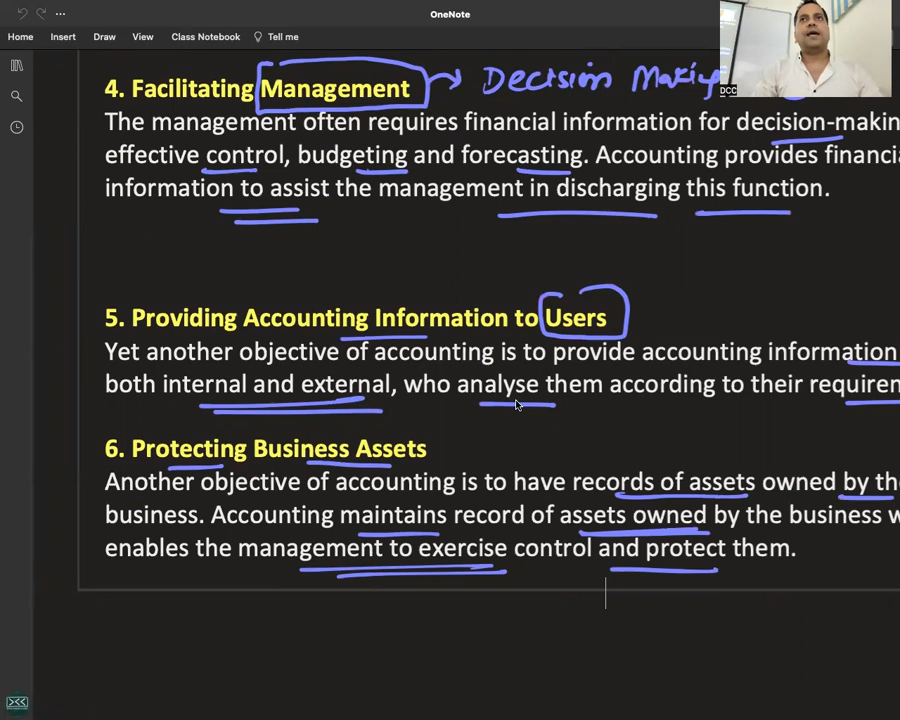 OneNote
Home Insert Draw View Class Notebook Tell me
DCC
4. Facilitating Management → Decision Making
The management often requires financial information for decision-makin
effective control, budgeting and forecasting. Accounting provides financia
information to assist the management in discharging this function.
5. Providing Accounting Information to Users
Yet another objective of accounting is to provide accounting information
both internal and external, who analyse them according to their requirem
6. Protecting Business Assets
Another objective of accounting is to have records of assets owned by the
business. Accounting maintains record of assets owned by the business w
enables the management to exercise control and protect them.